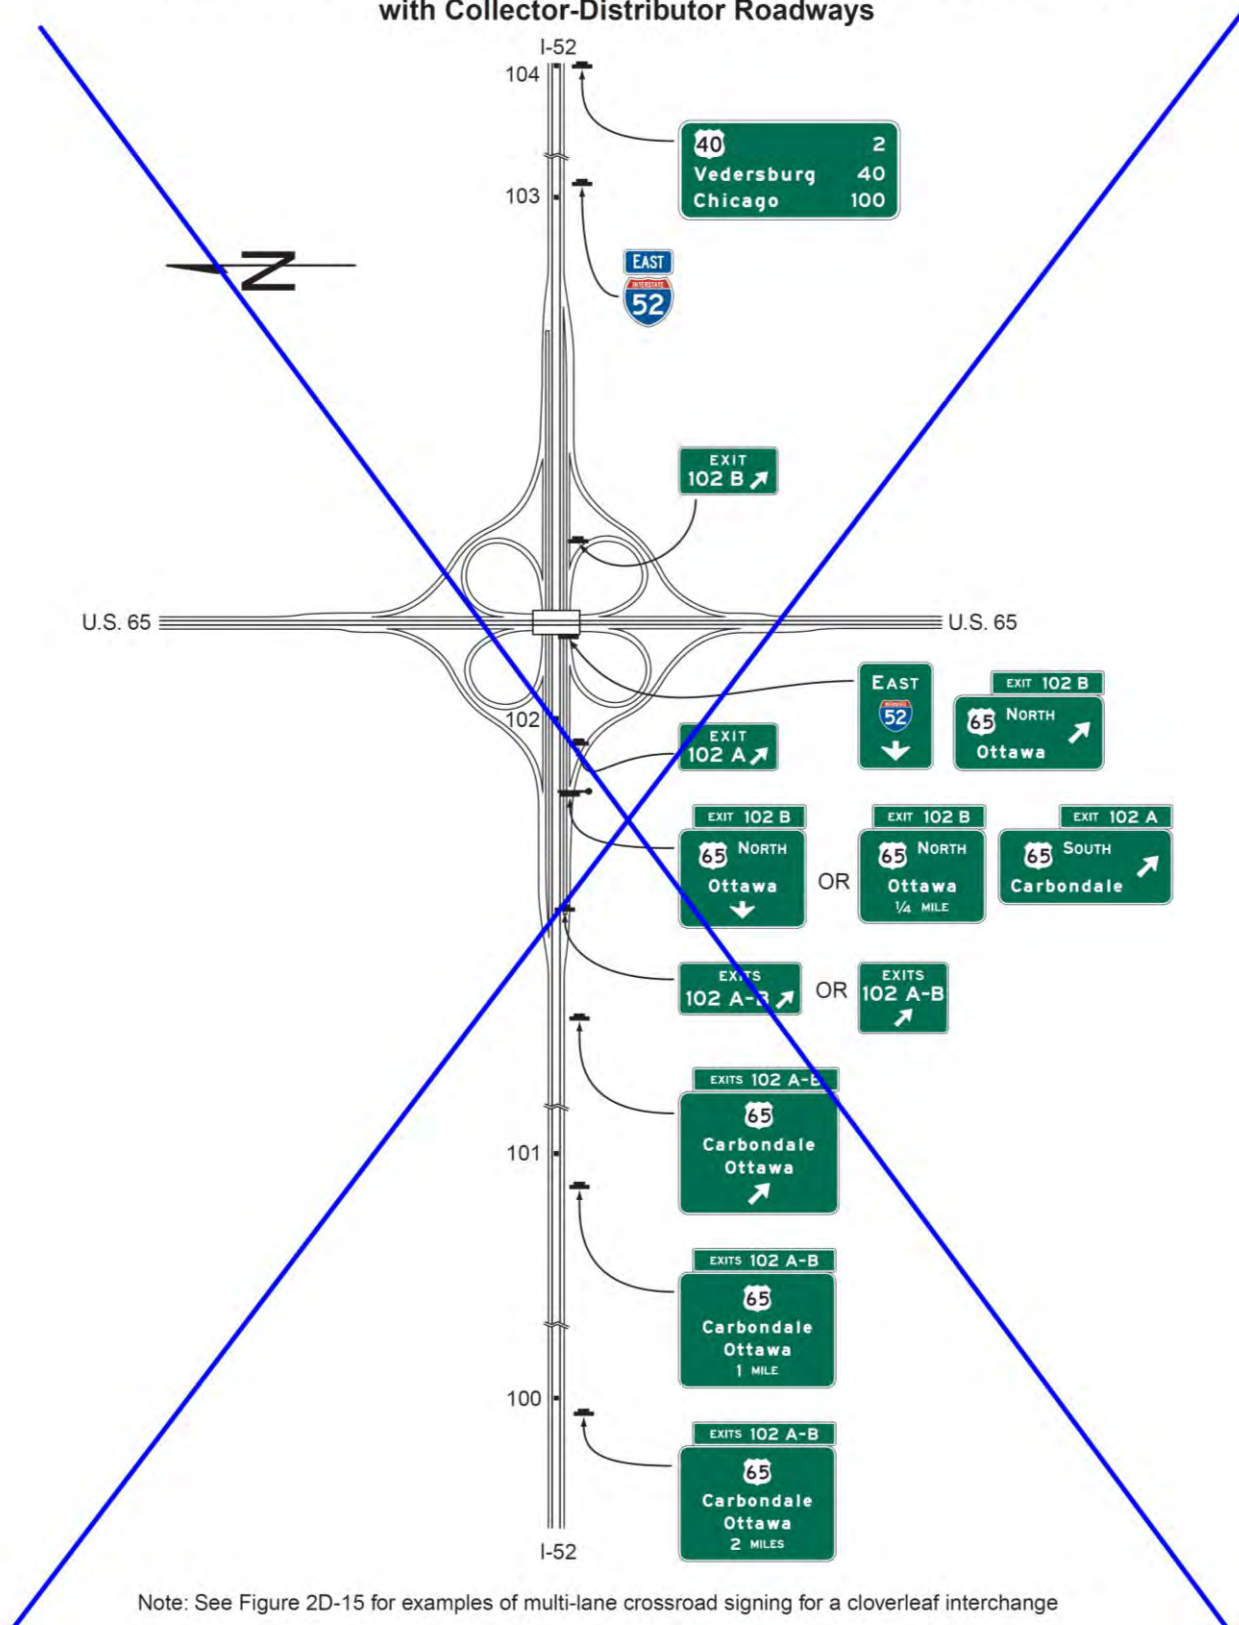 with Collector-Distributor Roadways
I-52
104
40 2
Vedersburg 40
Chicago 100
103
N
EAST
INTERSTATE
52
EXIT
102 B
U.S. 65
U.S. 65
EAST
INTERSTATE
52
EXIT 102 B
65 NORTH
Ottawa
102
EXIT
102 A
EXIT 102 B
65 NORTH
Ottawa
OR
EXIT 102 B
65 NORTH
Ottawa
1/4 MILE
EXIT 102 A
65 SOUTH
Carbondale
EXITS
102 A-B
OR
EXITS
102 A-B
EXITS 102 A-B
65
Carbondale
Ottawa
101
EXITS 102 A-B
65
Carbondale
Ottawa
1 MILE
100
EXITS 102 A-B
65
Carbondale
Ottawa
2 MILES
I-52
Note: See Figure 2D-15 for examples of multi-lane crossroad signing for a cloverleaf interchange